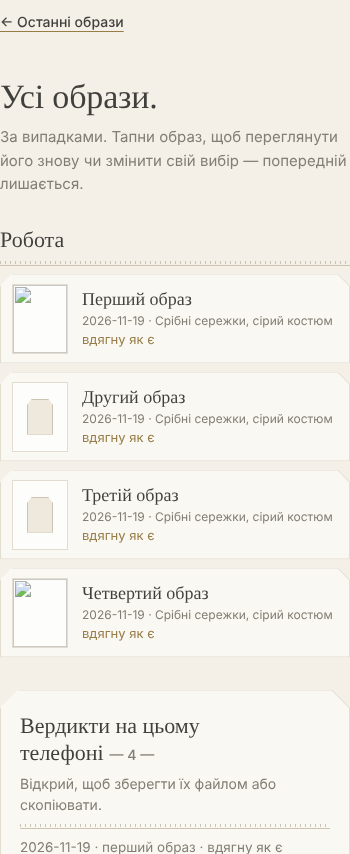 ← Останні образи
Усі образи.
За випадками. Тапни образ, щоб переглянути
його знову чи змінити свій вибір — попередній
лишається.
Робота
Перший образ
2026-11-19 · Срібні сережки, сірий костюм
вдягну як є
Другий образ
2026-11-19 · Срібні сережки, сірий костюм
вдягну як є
Третій образ
2026-11-19 · Срібні сережки, сірий костюм
вдягну як є
Четвертий образ
2026-11-19 · Срібні сережки, сірий костюм
вдягну як є
Вердикти на цьому
телефоні — 4 —
Відкрий, щоб зберегти їх файлом або
скопіювати.
2026-11-19 · перший образ · вдягну як є